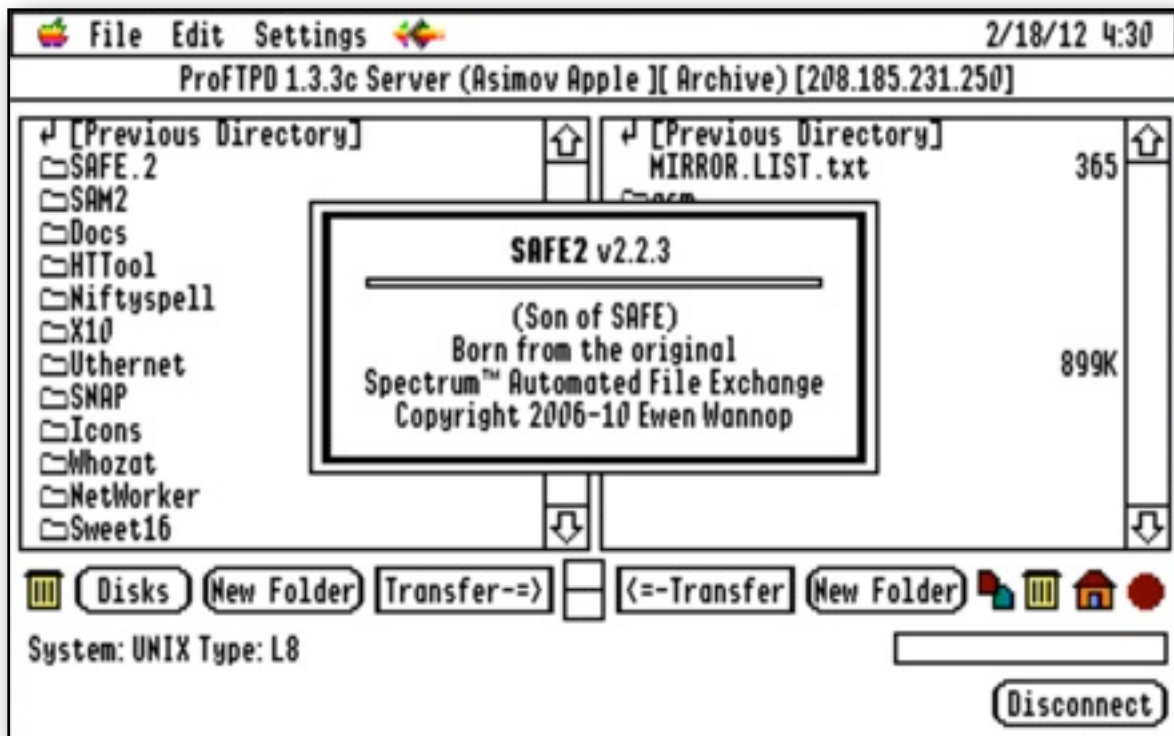 File Edit Settings 2/18/12 4:30
ProFTPD 1.3.3c Server (Asimov Apple ][ Archive) [208.185.231.250]
[Previous Directory]
SAFE.2
SAM2
Docs
HTTool
Niftyspell
X10
Uthernet
SNAP
Icons
Whozat
NetWorker
Sweet16
[Previous Directory]
MIRROR.LIST.txt 365
899K
SAFE2 v2.2.3
(Son of SAFE)
Born from the original
Spectrum™ Automated File Exchange
Copyright 2006-10 Ewen Wannop
Disks New Folder Transfer-=> <=-Transfer New Folder
System: UNIX Type: L8
Disconnect